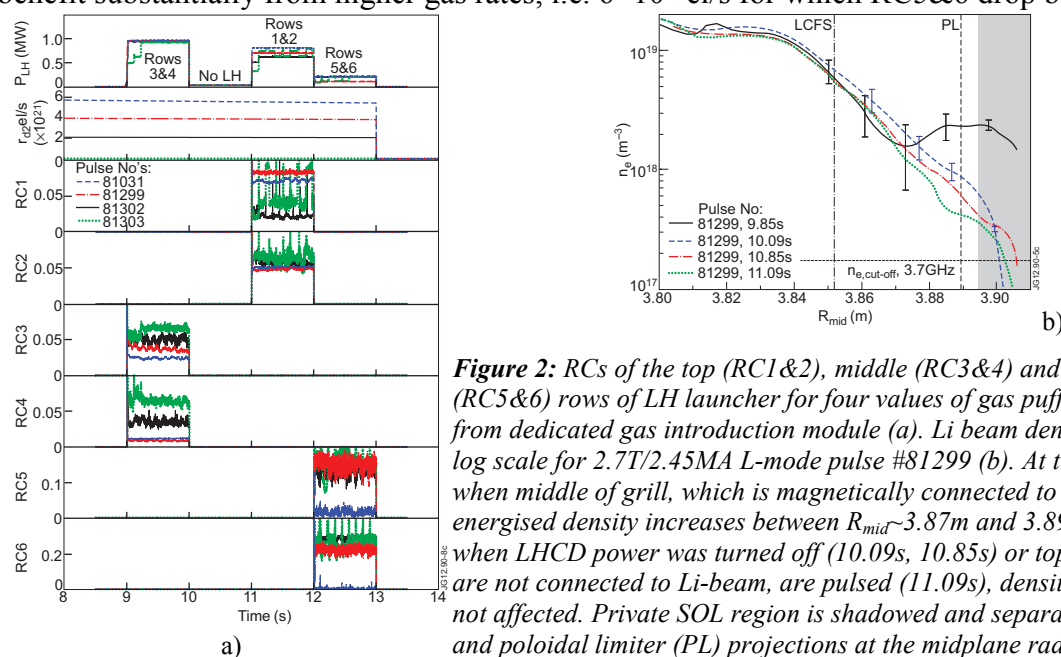 benefit substantially from higher gas rates, i.e. 6×10²¹ el/s for which RC5&6 drop b
P_LH (MW)
1.0
0.5
0
Rows
3&4
No LH
Rows
1&2
Rows
5&6
r_d2el/s
(×10²¹)
6
4
2
0
RC1
0.05
0
Pulse No's:
81031
81299
81302
81303
RC2
0.05
0
RC3
0.05
0
RC4
0.05
0
RC5
0.1
0
RC6
0.2
0
8 9 10 11 12 13 14
Time (s)
JG12.90-8c
a)
n_e (m⁻³)
10¹⁹
10¹⁸
10¹⁷
LCFS
PL
Pulse No:
81299, 9.85s
81299, 10.09s
81299, 10.85s
81299, 11.09s
n_e,cut-off, 3.7GHz
3.80 3.82 3.84 3.86 3.88 3.90
R_mid (m)
JG12.90-5c
b)
Figure 2: RCs of the top (RC1&2), middle (RC3&4) and
(RC5&6) rows of LH launcher for four values of gas puff
from dedicated gas introduction module (a). Li beam den
log scale for 2.7T/2.45MA L-mode pulse #81299 (b). At t
when middle of grill, which is magnetically connected to
energised density increases between R_mid~3.87m and 3.89
when LHCD power was turned off (10.09s, 10.85s) or top
are not connected to Li-beam, are pulsed (11.09s), densit
not affected. Private SOL region is shadowed and separa
and poloidal limiter (PL) projections at the midplane rad